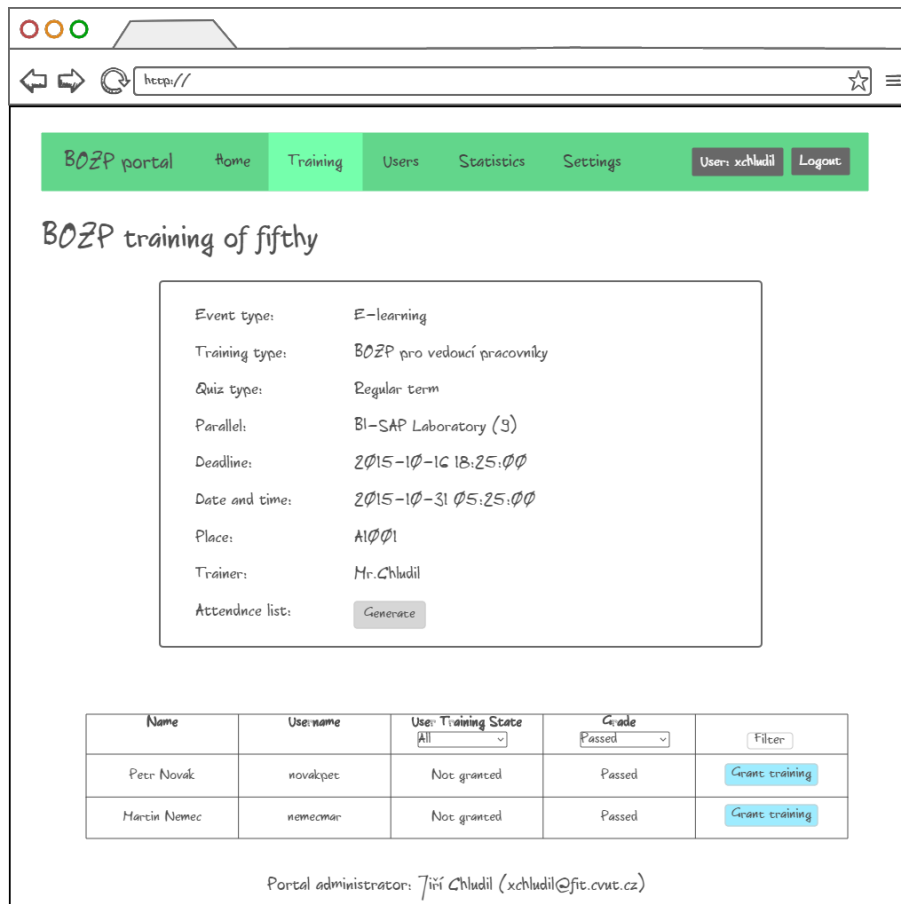 http://
BOZP portal Home Training Users Statistics Settings User: xchludil Logout
BOZP training of fifthy
Event type: E-learning
Training type: BOZP pro vedoucí pracovníky
Quiz type: Regular term
Parallel: BI-SAP Laboratory (9)
Deadline: 2015-10-16 18:25:00
Date and time: 2015-10-31 05:25:00
Place: A1001
Trainer: Mr.Chludil
Attendnce list: Generate
Name Username User Training State Grade
All Passed Filter
Petr Novák novakpet Not granted Passed Grant training
Martin Nemec nemecmar Not granted Passed Grant training
Portal administrator: Jiří Chludil (xchludil@fit.cvut.cz)